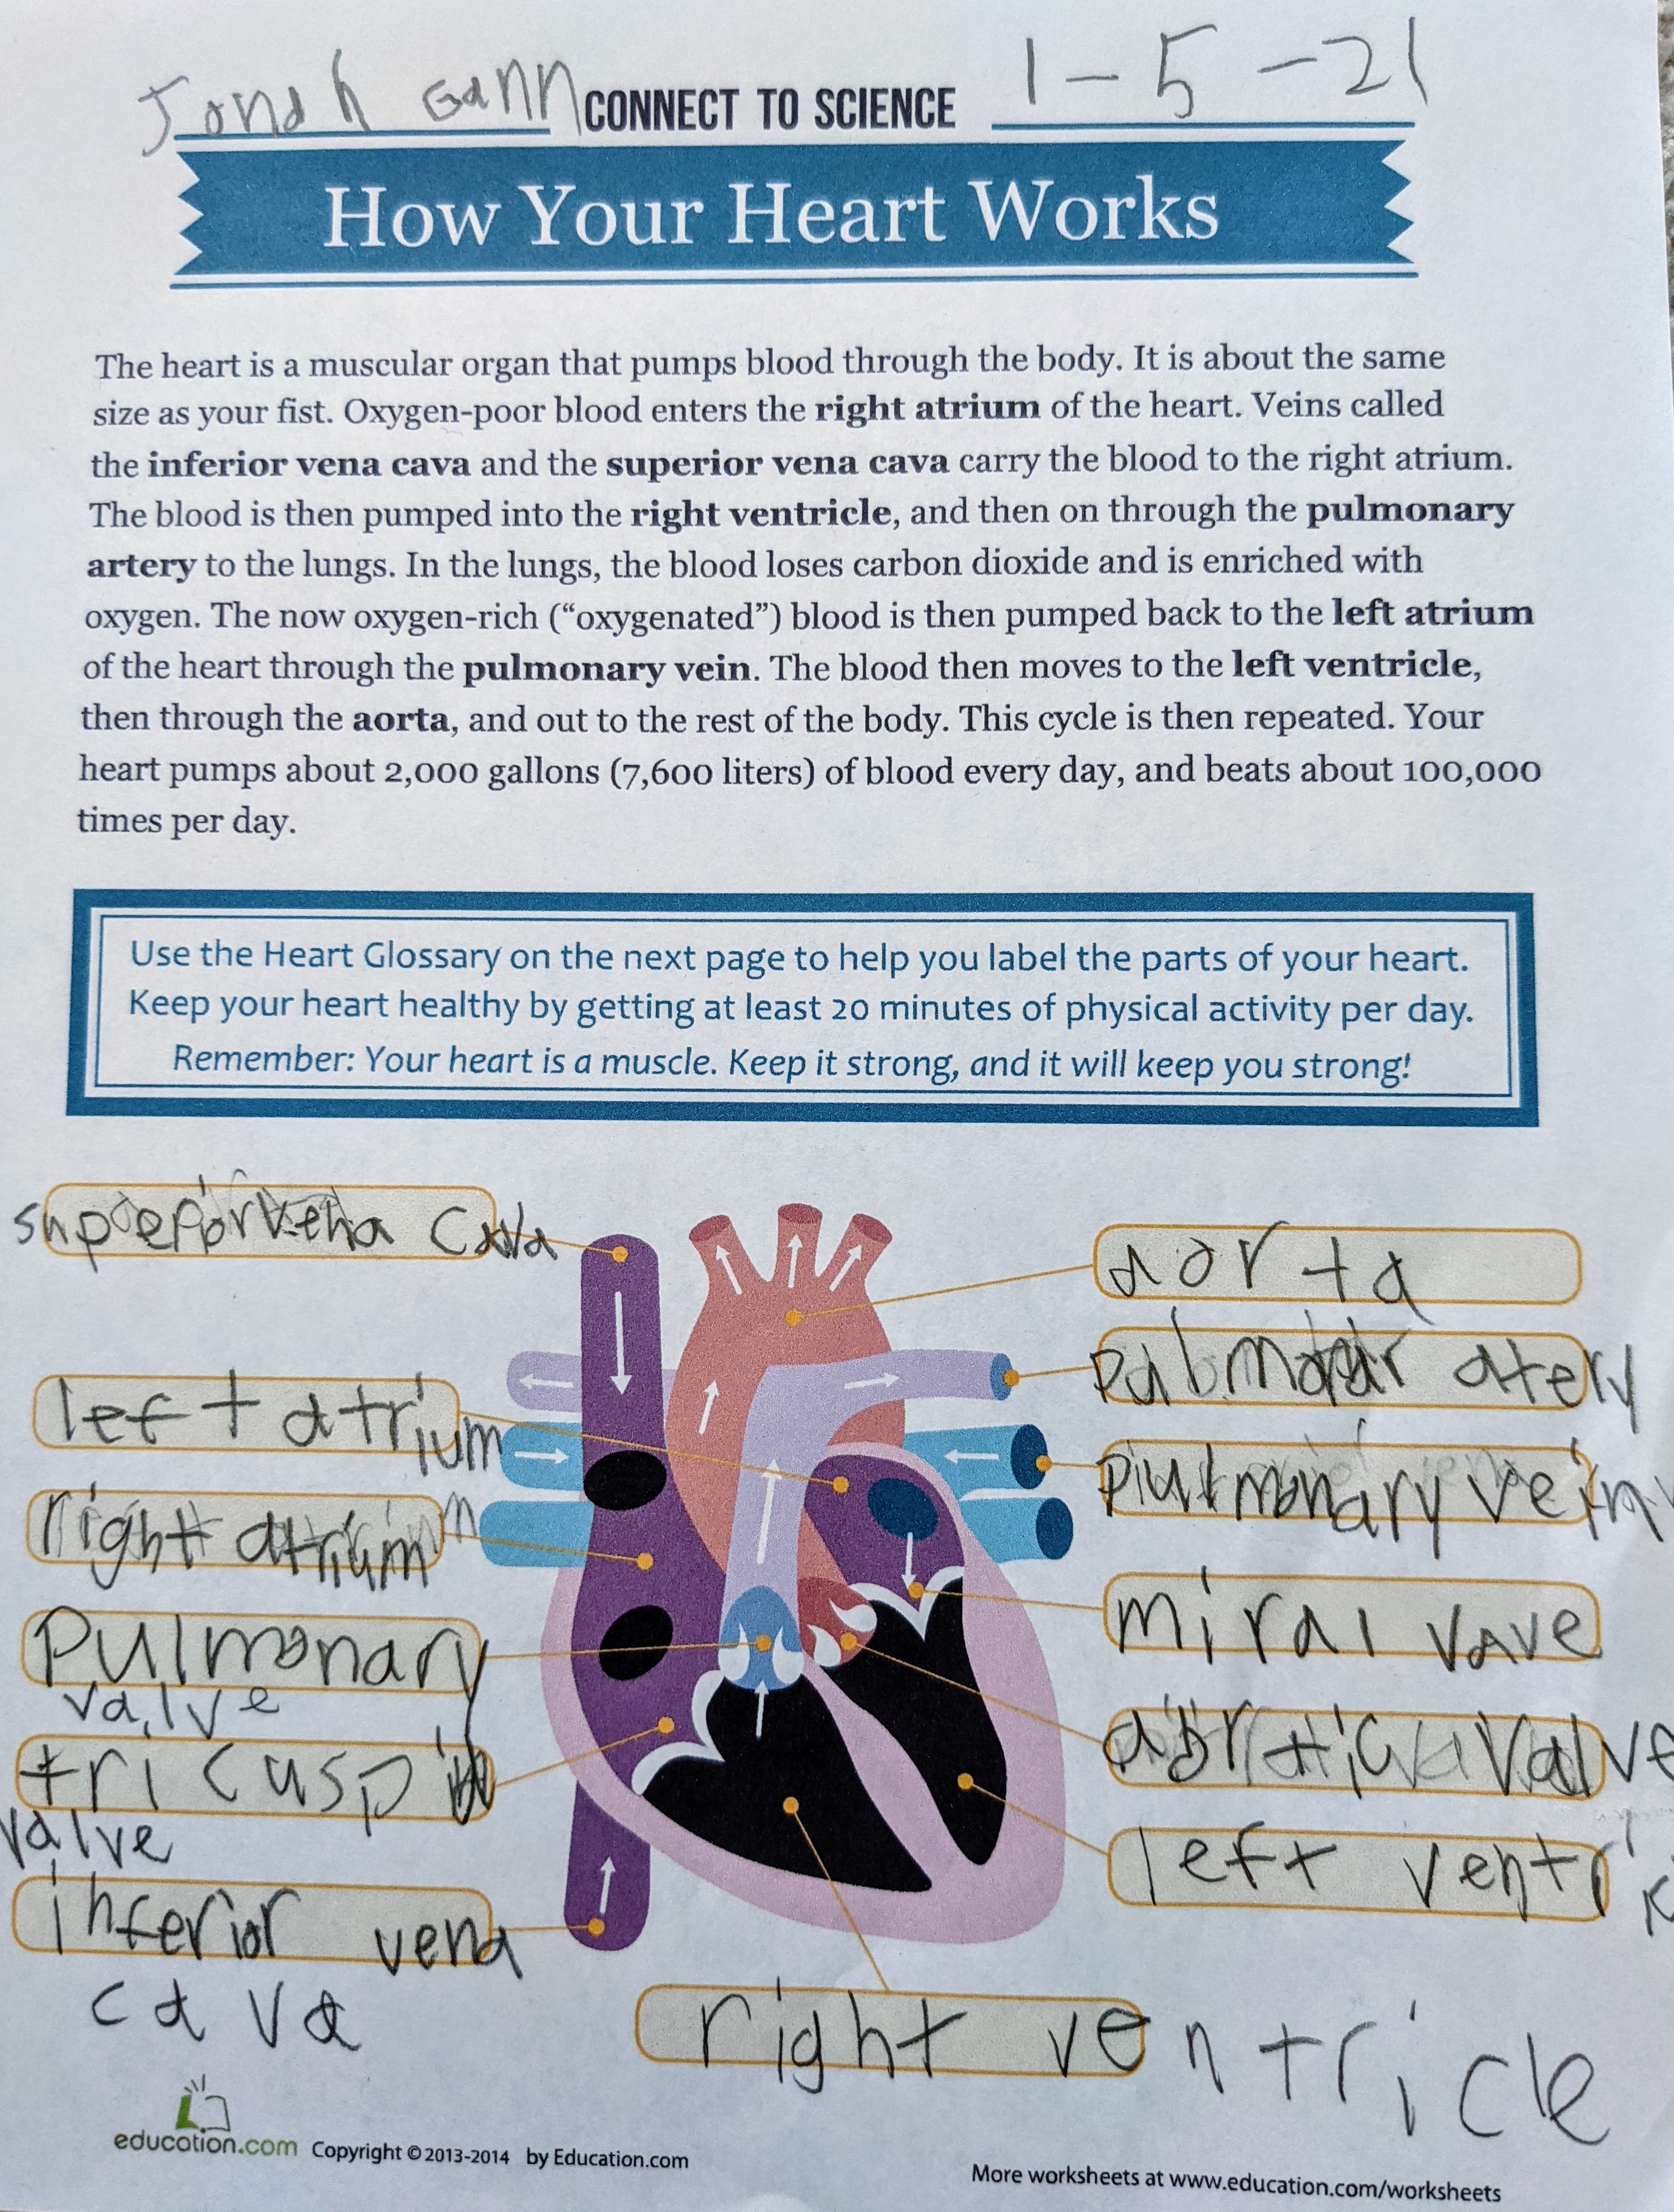 Jonah Gann CONNECT TO SCIENCE 1-5-21
How Your Heart Works
The heart is a muscular organ that pumps blood through the body. It is about the same
size as your fist. Oxygen-poor blood enters the right atrium of the heart. Veins called
the inferior vena cava and the superior vena cava carry the blood to the right atrium.
The blood is then pumped into the right ventricle, and then on through the pulmonary
artery to the lungs. In the lungs, the blood loses carbon dioxide and is enriched with
oxygen. The now oxygen-rich (“oxygenated”) blood is then pumped back to the left atrium
of the heart through the pulmonary vein. The blood then moves to the left ventricle,
then through the aorta, and out to the rest of the body. This cycle is then repeated. Your
heart pumps about 2,000 gallons (7,600 liters) of blood every day, and beats about 100,000
times per day.
Use the Heart Glossary on the next page to help you label the parts of your heart.
Keep your heart healthy by getting at least 20 minutes of physical activity per day.
Remember: Your heart is a muscle. Keep it strong, and it will keep you strong!
vena cava
left atrium
right atrium
Pulmonary
valve
tricuspid
valve
inferior vena
cava
aorta
atery
vein
miral vave
valve
left ventri
right ventricle
education.com Copyright © 2013-2014 by Education.com
More worksheets at www.education.com/worksheets